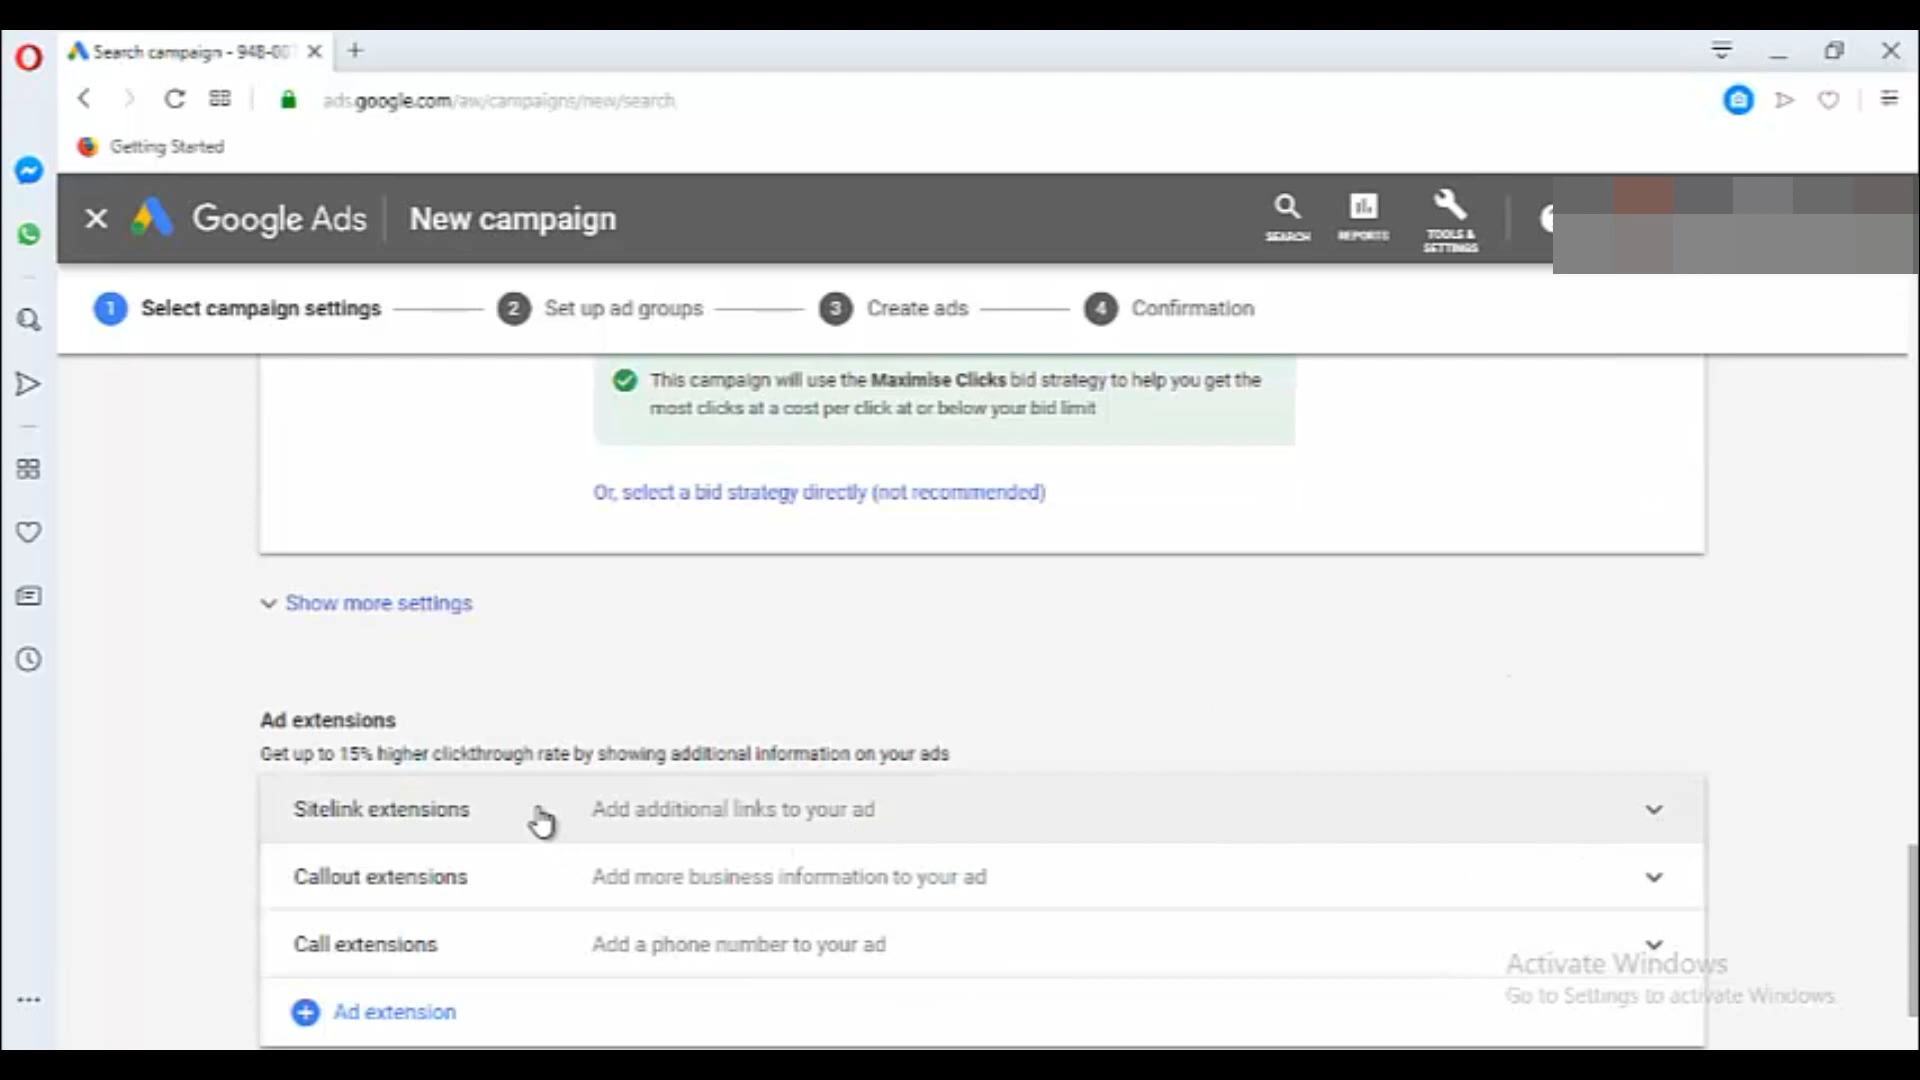 Search campaign - 948-00
ads.google.com/aw/campaigns/new/search
Getting Started
Google Ads
New campaign
SEARCH
REPORTS
TOOLS &
SETTINGS
1 Select campaign settings
2 Set up ad groups
3 Create ads
4 Confirmation
This campaign will use the Maximise Clicks bid strategy to help you get the
most clicks at a cost per click at or below your bid limit
Or, select a bid strategy directly (not recommended)
Show more settings
Ad extensions
Get up to 15% higher clickthrough rate by showing additional information on your ads
Sitelink extensions Add additional links to your ad
Callout extensions Add more business information to your ad
Call extensions Add a phone number to your ad
Ad extension
Activate Windows
Go to Settings to activate Windows.